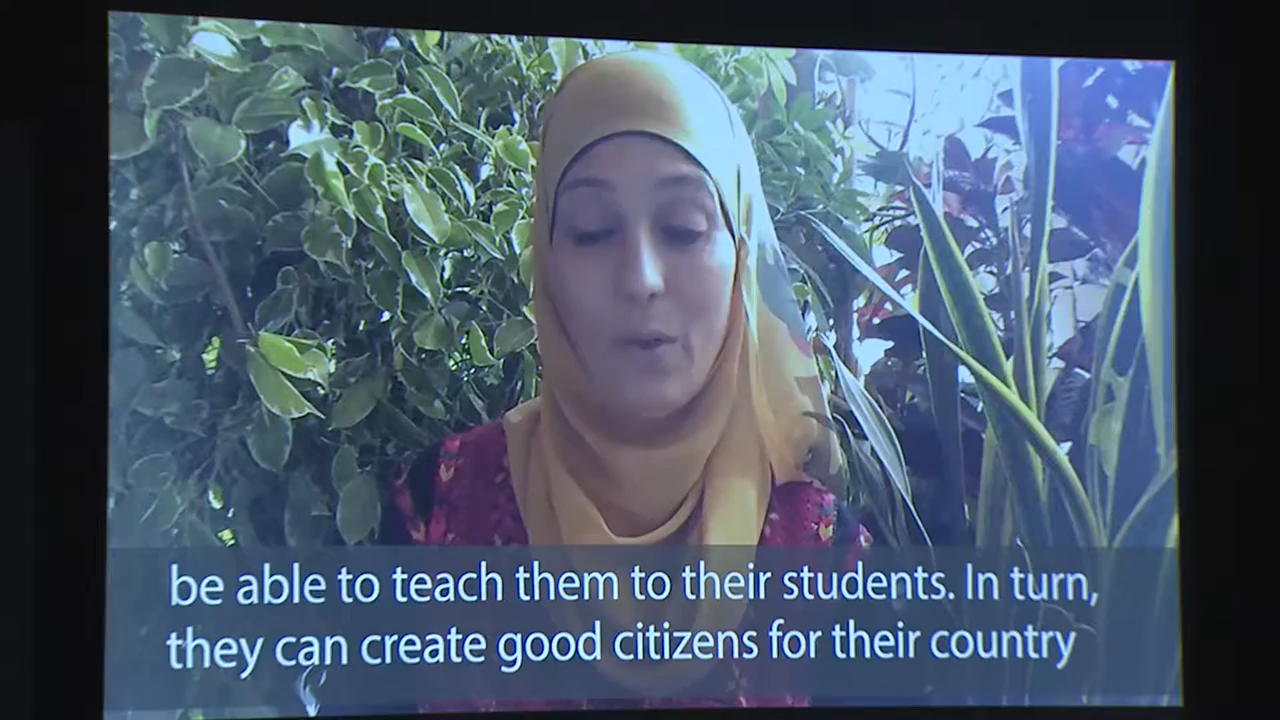 be able to teach them to their students. In turn,
they can create good citizens for their country